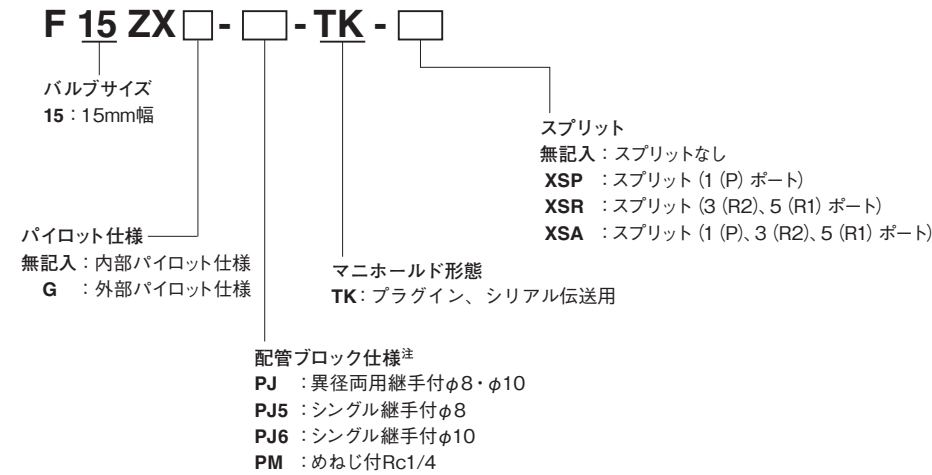 F 15 ZX□-□-TK-□
バルブサイズ
15：15mm幅
スプリット
無記入：スプリットなし
XSP ：スプリット（1（P）ポート）
XSR ：スプリット（3（R2）、5（R1）ポート）
XSA ：スプリット（1（P）、3（R2）、5（R1）ポート）
パイロット仕様
無記入：内部パイロット仕様
G ：外部パイロット仕様
マニホールド形態
TK：プラグイン、シリアル伝送用
配管ブロック仕様注
PJ ：異径両用継手付φ8・φ10
PJ5 ：シングル継手付φ8
PJ6 ：シングル継手付φ10
PM ：めねじ付Rc1/4